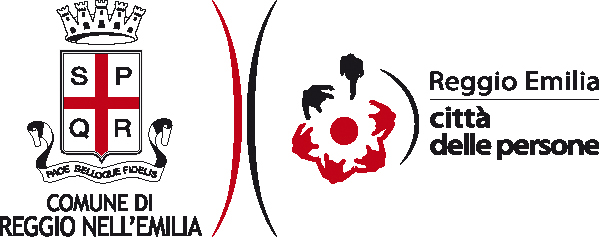 S P
Q R
PACE BELLOQUE FIDELIS
COMUNE DI
REGGIO NELL'EMILIA
Reggio Emilia
città
delle persone